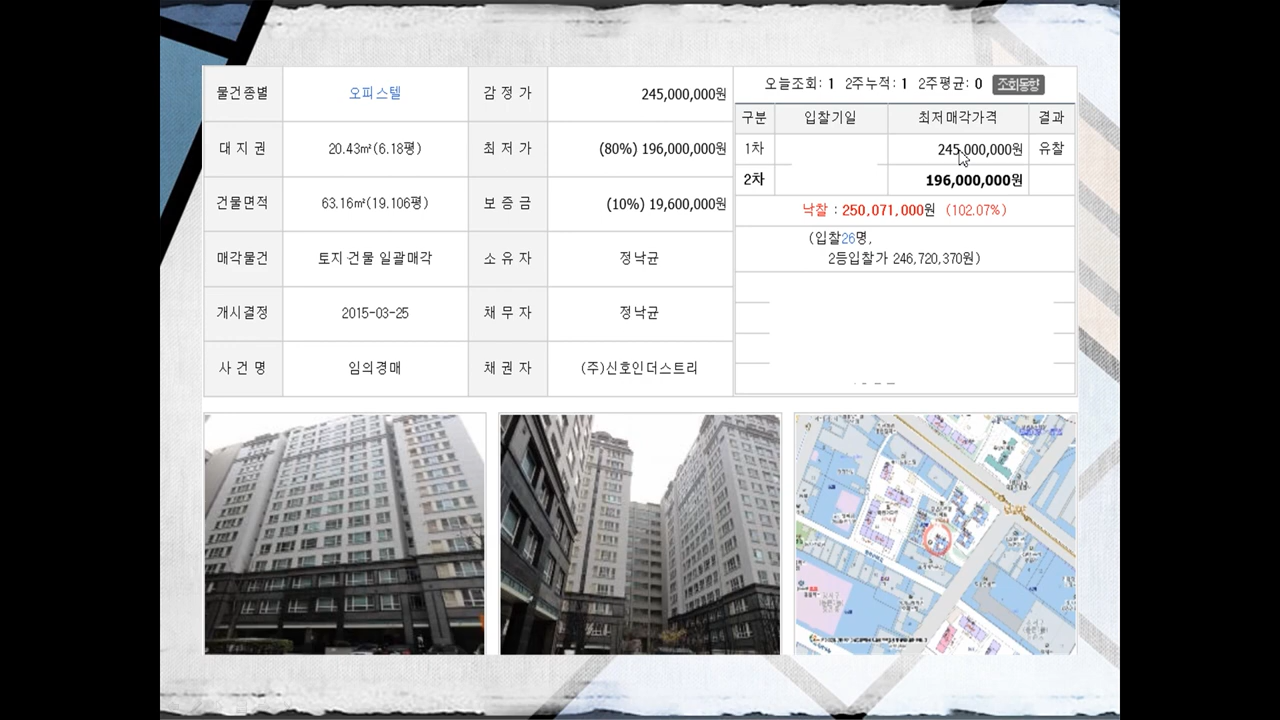 물건종별 오피스텔 감 정 가 245,000,000원
대 지 권 20.43㎡(6.18평) 최 저 가 (80%) 196,000,000원
건물면적 63.16㎡(19.106평) 보 증 금 (10%) 19,600,000원
매각물건 토지·건물 일괄매각 소 유 자 정낙균
개시결정 2015-03-25 채 무 자 정낙균
사 건 명 임의경매 채 권 자 (주)신호인더스트리
오늘조회: 1 2주누적: 1 2주평균: 0 조회동향
구분 입찰기일 최저매각가격 결과
1차 245,000,000원 유찰
2차 196,000,000원
낙찰 : 250,071,000원 (102.07%)
(입찰26명,
2등입찰가 246,720,370원)